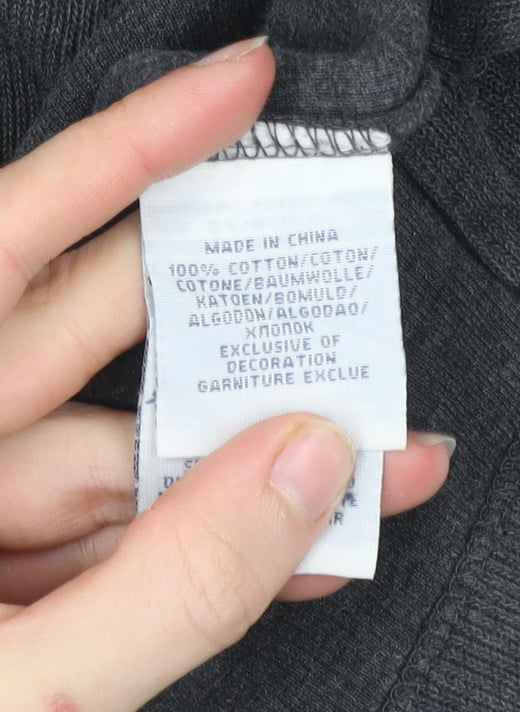 MADE IN CHINA
100% COTTON/COTON/
COTONE/BAUMWOLLE/
KATOEN/BOMULD/
ALGODON/ALGODAO/
ХЛОПОК
EXCLUSIVE OF
DECORATION
GARNITURE EXCLUE